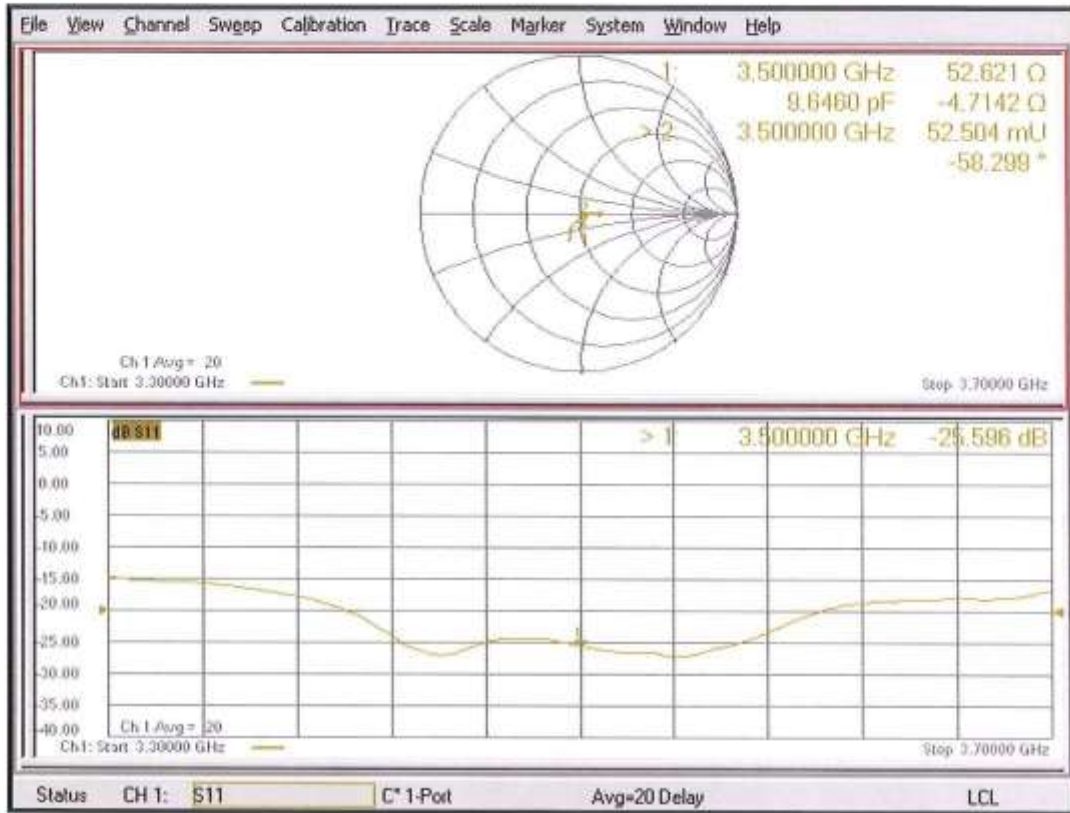 File View Channel Sweep Calibration Trace Scale Marker System Window Help
1: 3.500000 GHz 52.621 Ω
9.6460 pF -4.7142 Ω
> 2: 3.500000 GHz 52.504 mU
-58.299 °
Ch 1 Avg = 20
Ch1: Start 3.30000 GHz
Stop 3.70000 GHz
10.00
dB S11
> 1: 3.500000 GHz -25.596 dB
5.00
0.00
-5.00
-10.00
-15.00
-20.00
-25.00
-30.00
-35.00
-40.00
Ch 1 Avg = 20
Ch1: Start 3.30000 GHz
Stop 3.70000 GHz
Status CH 1: S11 C* 1-Port Avg=20 Delay LCL